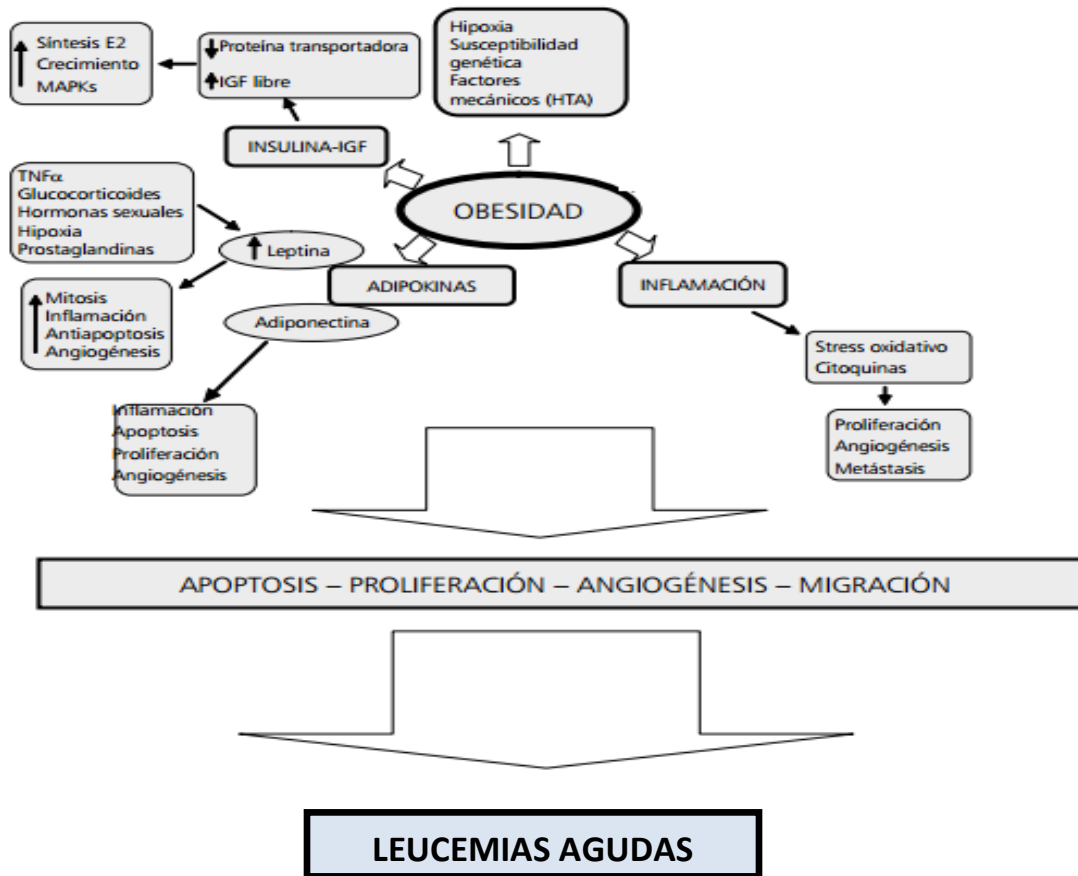 Síntesis E2
Crecimiento
MAPKs
Proteína transportadora
IGF libre
Hipoxia
Susceptibilidad
genética
Factores
mecánicos (HTA)
INSULINA-IGF
OBESIDAD
TNFα
Glucocorticoides
Hormonas sexuales
Hipoxia
Prostaglandinas
Leptina
ADIPOKINAS
INFLAMACIÓN
Mitosis
Inflamación
Antiapoptosis
Angiogénesis
Adiponectina
Stress oxidativo
Citoquinas
Inflamación
Apoptosis
Proliferación
Angiogénesis
Proliferación
Angiogénesis
Metástasis
APOPTOSIS – PROLIFERACIÓN – ANGIOGÉNESIS – MIGRACIÓN
LEUCEMIAS AGUDAS